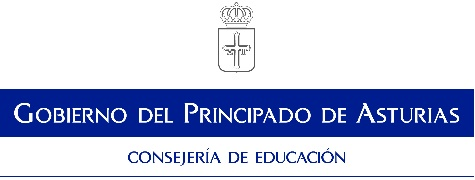 GOBIERNO DEL PRINCIPADO DE ASTURIAS
CONSEJERÍA DE EDUCACIÓN